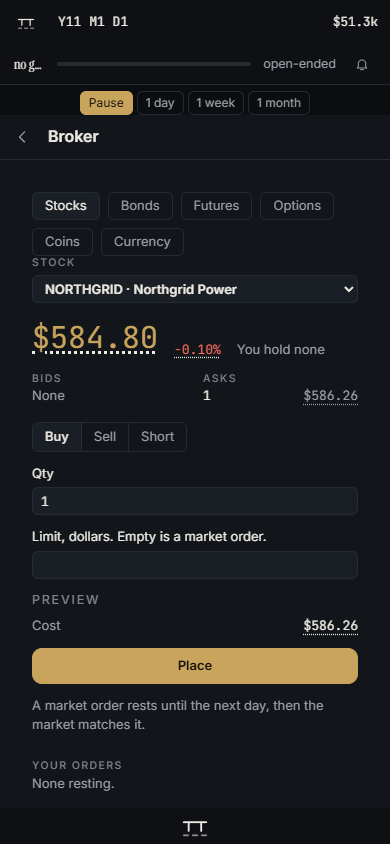 Y11 M1 D1 $51.3k
no g... open-ended
Pause 1 day 1 week 1 month
Broker
Stocks Bonds Futures Options
Coins Currency
STOCK
NORTHGRID · Northgrid Power
$584.80 -0.10% You hold none
BIDS ASKS
None 1 $586.26
Buy Sell Short
Qty
1
Limit, dollars. Empty is a market order.
PREVIEW
Cost $586.26
Place
A market order rests until the next day, then the
market matches it.
YOUR ORDERS
None resting.